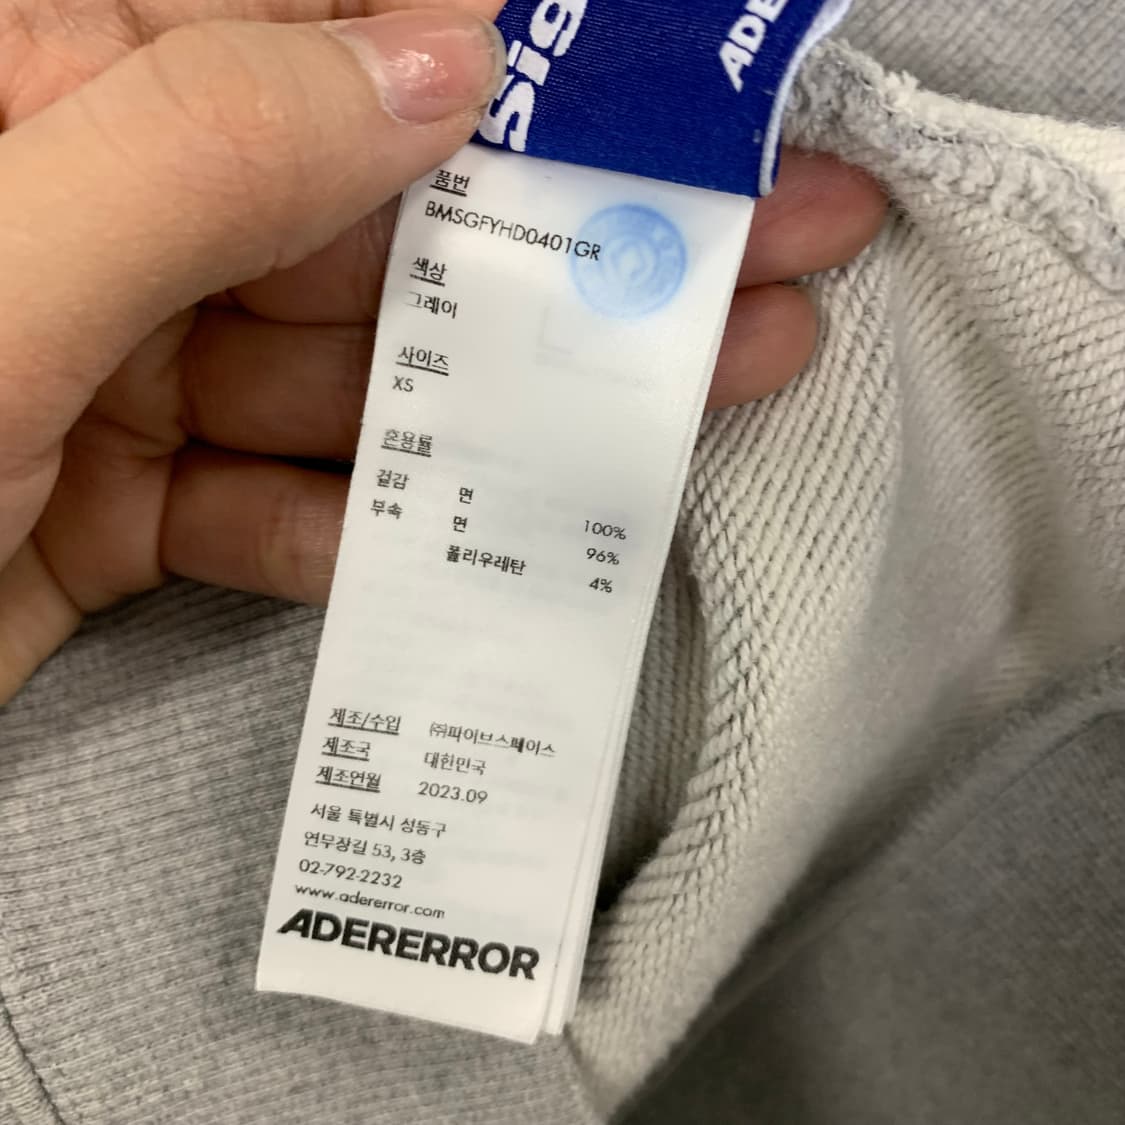 Sig
ADE
품번
BMSGFYHD0401GR
색상
그레이
사이즈
XS
혼용률
겉감 면 100%
부속 면 96%
폴리우레탄 4%
제조/수입 ㈜파이브스페이스
제조국 대한민국
제조연월 2023.09
서울 특별시 성동구
연무장길 53, 3층
02-792-2232
www.adererror.com
ADERERROR